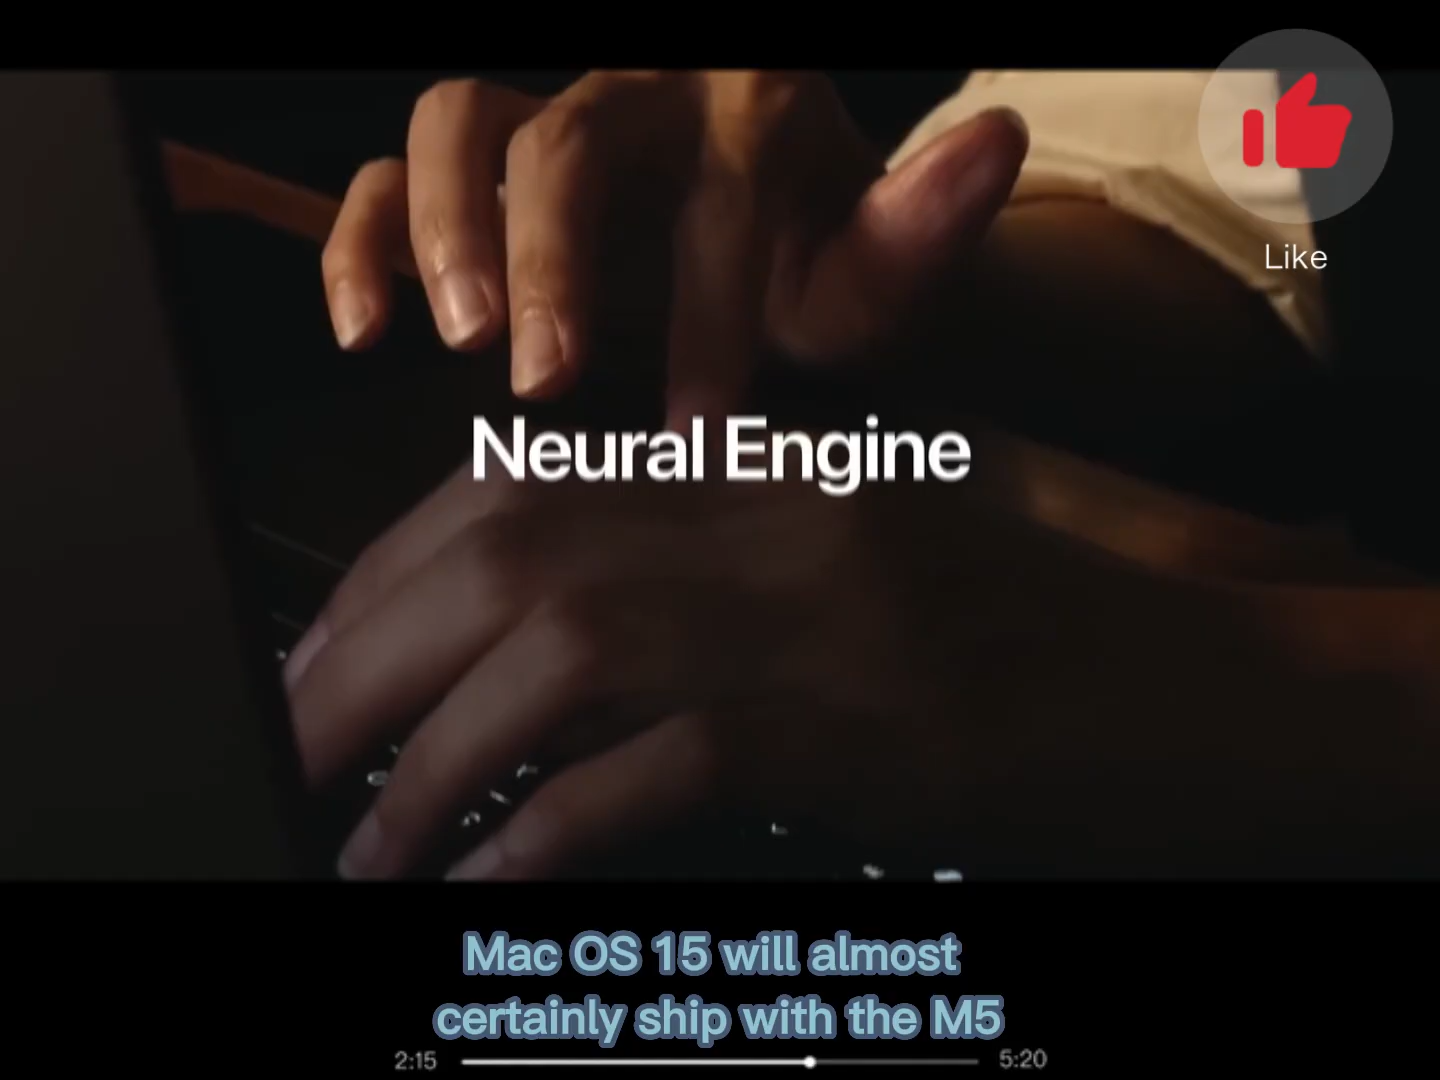 Like
Neural Engine
Mac OS 15 will almost
certainly ship with the M5
2:15
5:20